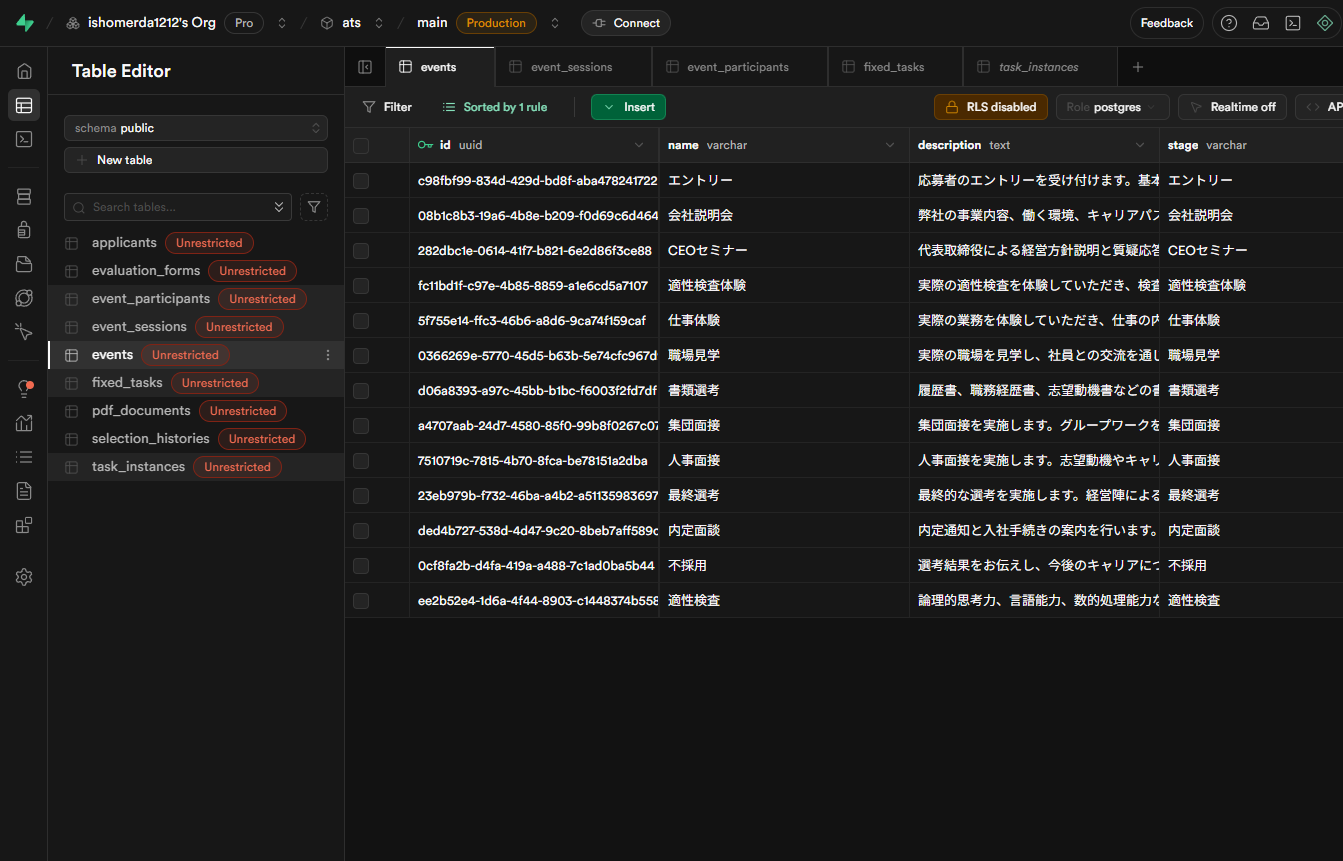 ishomerda1212's Org Pro ats main Production Connect Feedback
Table Editor
schema public
New table
Search tables...
applicants Unrestricted
evaluation_forms Unrestricted
event_participants Unrestricted
event_sessions Unrestricted
events Unrestricted
fixed_tasks Unrestricted
pdf_documents Unrestricted
selection_histories Unrestricted
task_instances Unrestricted
events event_sessions event_participants fixed_tasks task_instances
Filter Sorted by 1 rule Insert RLS disabled Role postgres Realtime off AP
id uuid name varchar description text stage varchar
c98fbf99-834d-429d-bd8f-aba478241722 エントリー 応募者のエントリーを受け付けます。基本 エントリー
08b1c8b3-19a6-4b8e-b209-f0d69c6d464 会社説明会 弊社の事業内容、働く環境、キャリアパス 会社説明会
282dbc1e-0614-41f7-b821-6e2d86f3ce88 CEOセミナー 代表取締役による経営方針説明と質疑応答 CEOセミナー
fc11bd1f-c97e-4b85-8859-a1e6cd5a7107 適性検査体験 実際の適性検査を体験していただき、検査 適性検査体験
5f755e14-ffc3-46b6-a8d6-9ca74f159caf 仕事体験 実際の業務を体験していただき、仕事の内 仕事体験
0366269e-5770-45d5-b63b-5e74cfc967d 職場見学 実際の職場を見学し、社員との交流を通し 職場見学
d06a8393-a97c-45bb-b1bc-f6003f2fd7df 書類選考 履歴書、職務経歴書、志望動機書などの書 書類選考
a4707aab-24d7-4580-85f0-99b8f0267c07 集団面接 集団面接を実施します。グループワークを 集団面接
7510719c-7815-4b70-8fca-be78151a2dba 人事面接 人事面接を実施します。志望動機やキャリ 人事面接
23eb979b-f732-46ba-a4b2-a51135983697 最終選考 最終的な選考を実施します。経営陣による 最終選考
ded4b727-538d-4d47-9c20-8beb7aff589c 内定面談 内定通知と入社手続きの案内を行います。 内定面談
0cf8fa2b-d4fa-419a-a488-7c1ad0ba5b44 不採用 選考結果をお伝えし、今後のキャリアにつ 不採用
ee2b52e4-1d6a-4f44-8903-c1448374b558 適性検査 論理的思考力、言語能力、数的処理能力な 適性検査